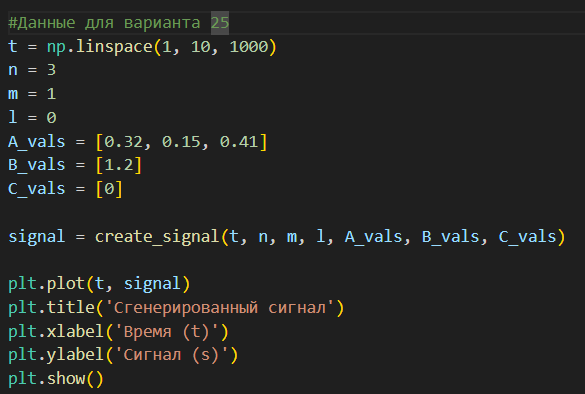 #Данные для варианта 25
t = np.linspace(1, 10, 1000)
n = 3
m = 1
l = 0
A_vals = [0.32, 0.15, 0.41]
B_vals = [1.2]
C_vals = [0]
signal = create_signal(t, n, m, l, A_vals, B_vals, C_vals)
plt.plot(t, signal)
plt.title('Сгенерированный сигнал')
plt.xlabel('Время (t)')
plt.ylabel('Сигнал (s)')
plt.show()